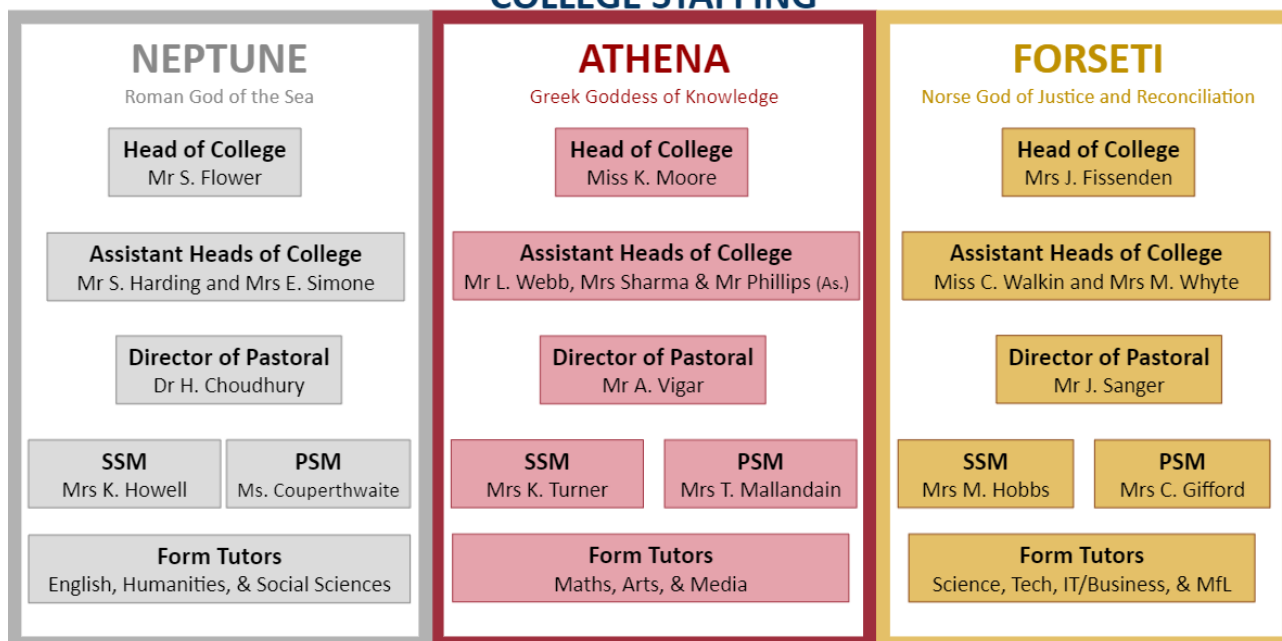 COLLEGE STAFFING
NEPTUNE
Roman God of the Sea
Head of College
Mr S. Flower
Assistant Heads of College
Mr S. Harding and Mrs E. Simone
Director of Pastoral
Dr H. Choudhury
SSM
Mrs K. Howell
PSM
Ms. Couperthwaite
Form Tutors
English, Humanities, & Social Sciences
ATHENA
Greek Goddess of Knowledge
Head of College
Miss K. Moore
Assistant Heads of College
Mr L. Webb, Mrs Sharma & Mr Phillips (As.)
Director of Pastoral
Mr A. Vigar
SSM
Mrs K. Turner
PSM
Mrs T. Mallandain
Form Tutors
Maths, Arts, & Media
FORSETI
Norse God of Justice and Reconciliation
Head of College
Mrs J. Fissenden
Assistant Heads of College
Miss C. Walkin and Mrs M. Whyte
Director of Pastoral
Mr J. Sanger
SSM
Mrs M. Hobbs
PSM
Mrs C. Gifford
Form Tutors
Science, Tech, IT/Business, & MfL